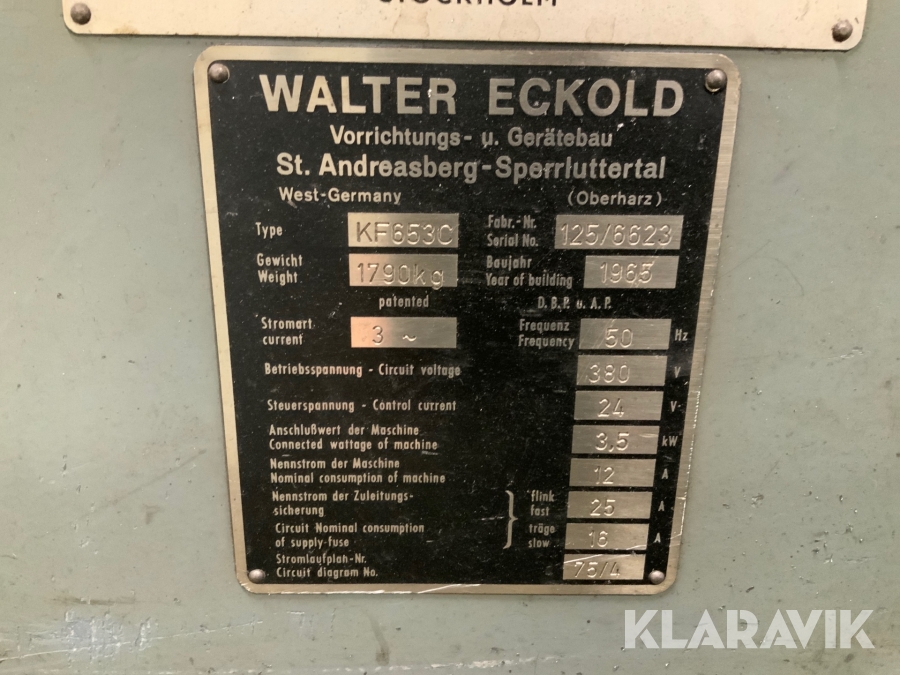 STOCKHOLM
WALTER ECKOLD
Vorrichtungs- u. Gerätebau
St. Andreasberg-Sperrluttertal
West-Germany (Oberharz)
Type KF653C Fabr.-Nr. Serial No. 125/6623
Gewicht Weight 1790kg Baujahr Year of building 1965
patented D.B.P. u. A.P.
Stromart current 3 ~ Frequenz Frequency 50 Hz
Betriebsspannung - Circuit voltage 380 V
Steuerspannung - Control current 24 V
Anschlußwert der Maschine
Connected wattage of machine 3,5 kW
Nennstrom der Maschine
Nominal consumption of machine 12 A
Nennstrom der Zuleitungs-
sicherung flink fast 25 A
Circuit Nominal consumption
of supply-fuse träge slow 16 A
Stromlaufplan-Nr.
Circuit diagram No. 75/4
KLARAVIK